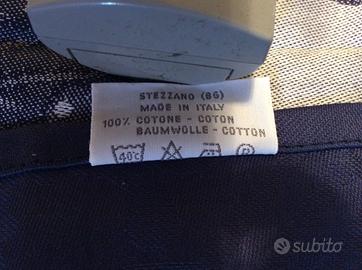 STEZZANO (BG)
MADE IN ITALY
100% COTONE - COTON
BAUMWOLLE - COTTON
40°C
P
subito